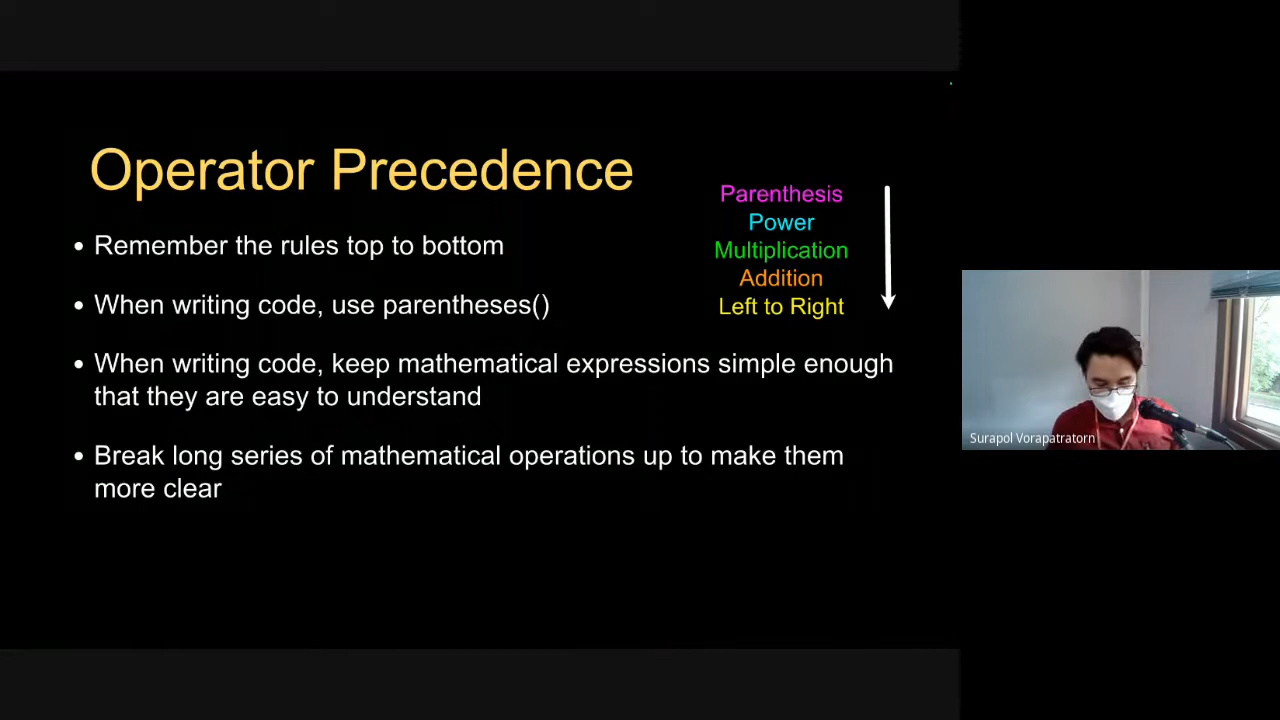 Operator Precedence
• Remember the rules top to bottom
• When writing code, use parentheses()
• When writing code, keep mathematical expressions simple enough
that they are easy to understand
• Break long series of mathematical operations up to make them
more clear
Parenthesis
Power
Multiplication
Addition
Left to Right
Surapol Vorapatratorn